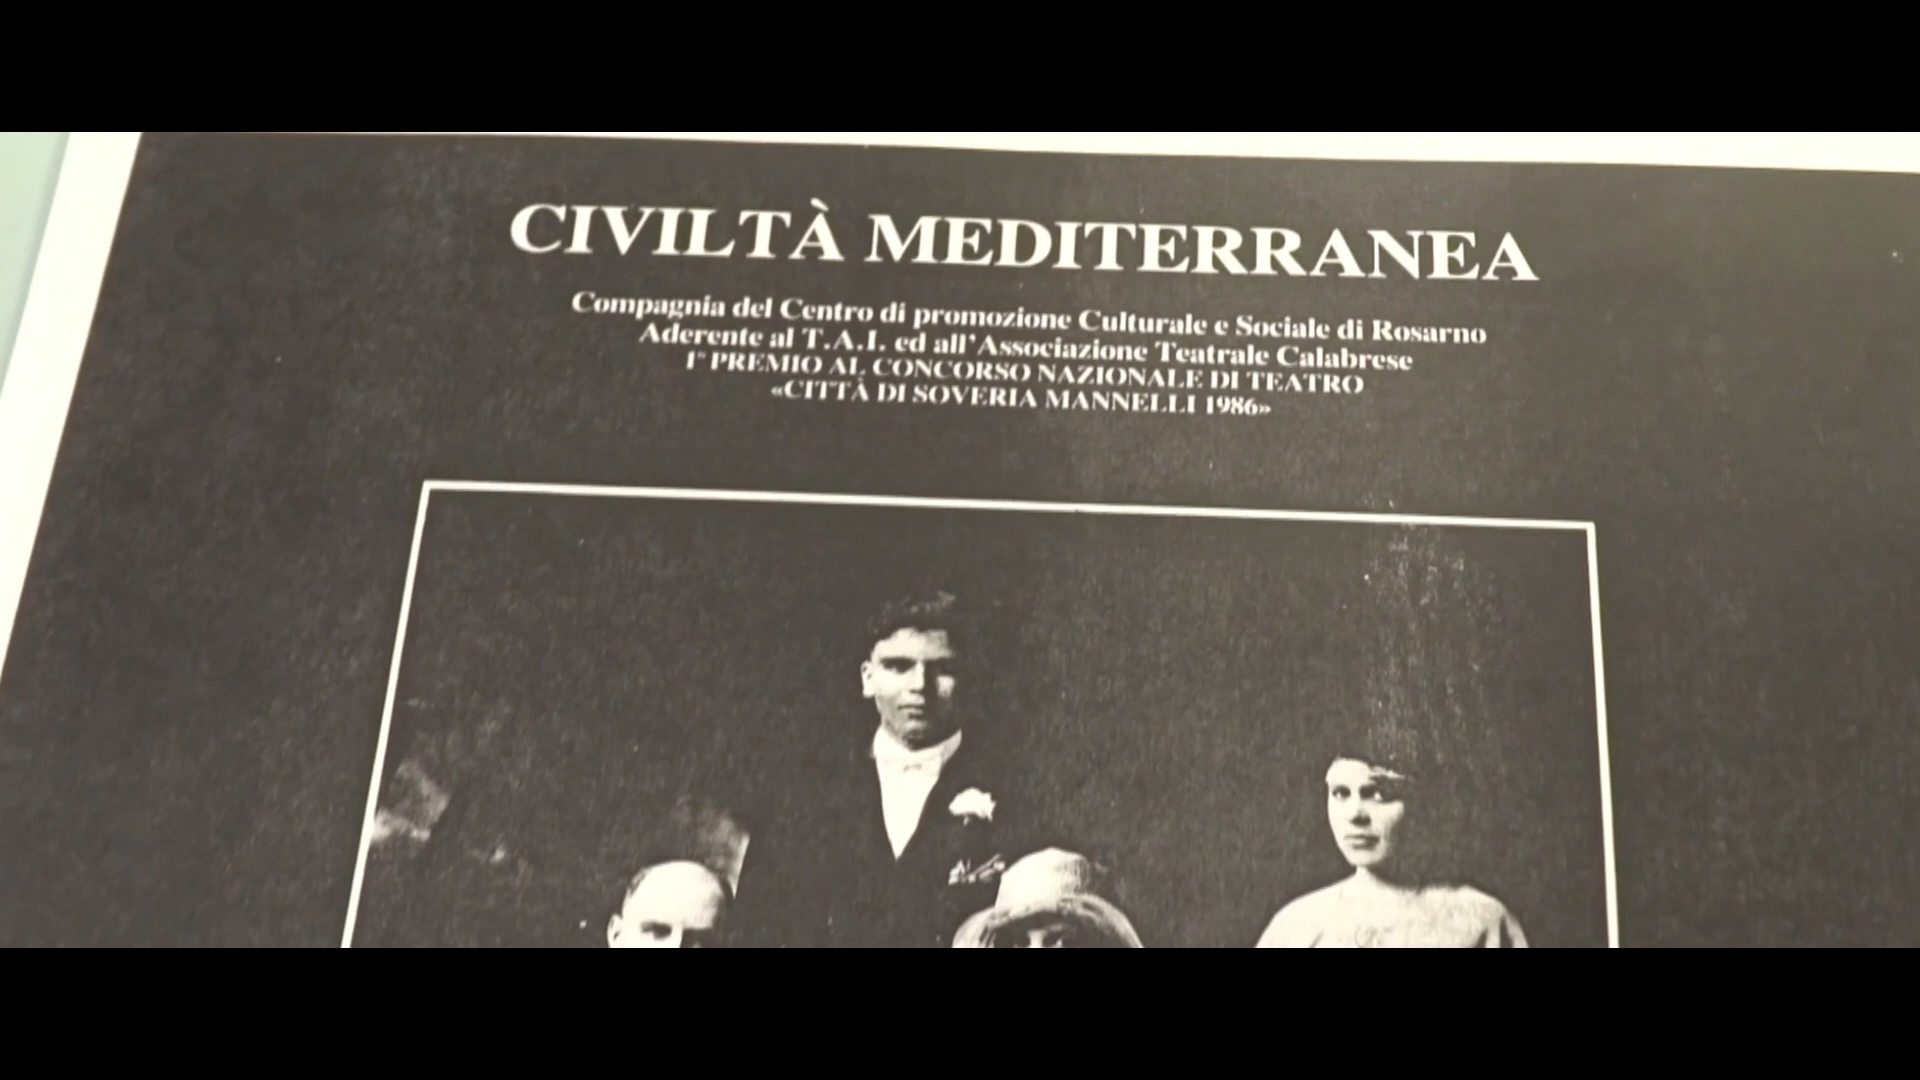 CIVILTÀ MEDITERRANEA
Compagnia del Centro di promozione Culturale e Sociale di Rosarno
Aderente al T.A.I. ed all'Associazione Teatrale Calabrese
1° PREMIO AL CONCORSO NAZIONALE DI TEATRO
«CITTÀ DI SOVERIA MANNELLI 1986»